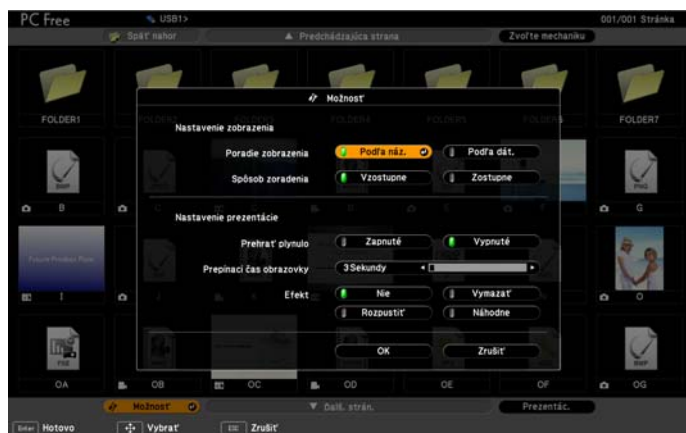 PC Free USB1> 001/001 Stránka
Späť nahor Predchádzajúca strana Zvoľte mechaniku
FOLDER1 FOLDER7
Možnosť
Nastavenie zobrazenia
Poradie zobrazenia Podľa náz. Podľa dát.
Spôsob zoradenia Vzostupne Zostupne
Nastavenie prezentácie
Prehrať plynulo Zapnuté Vypnuté
Prepínací čas obrazovky 3Sekundy
Efekt Nie Vymazať
Rozpustiť Náhodne
OK Zrušiť
BMP PNG
B G
I J O
BMP
OA OB OC OD OE OF OG
Možnosť Ďalš. strán. Prezentác.
Enter Hotovo Vybrať ESC Zrušiť